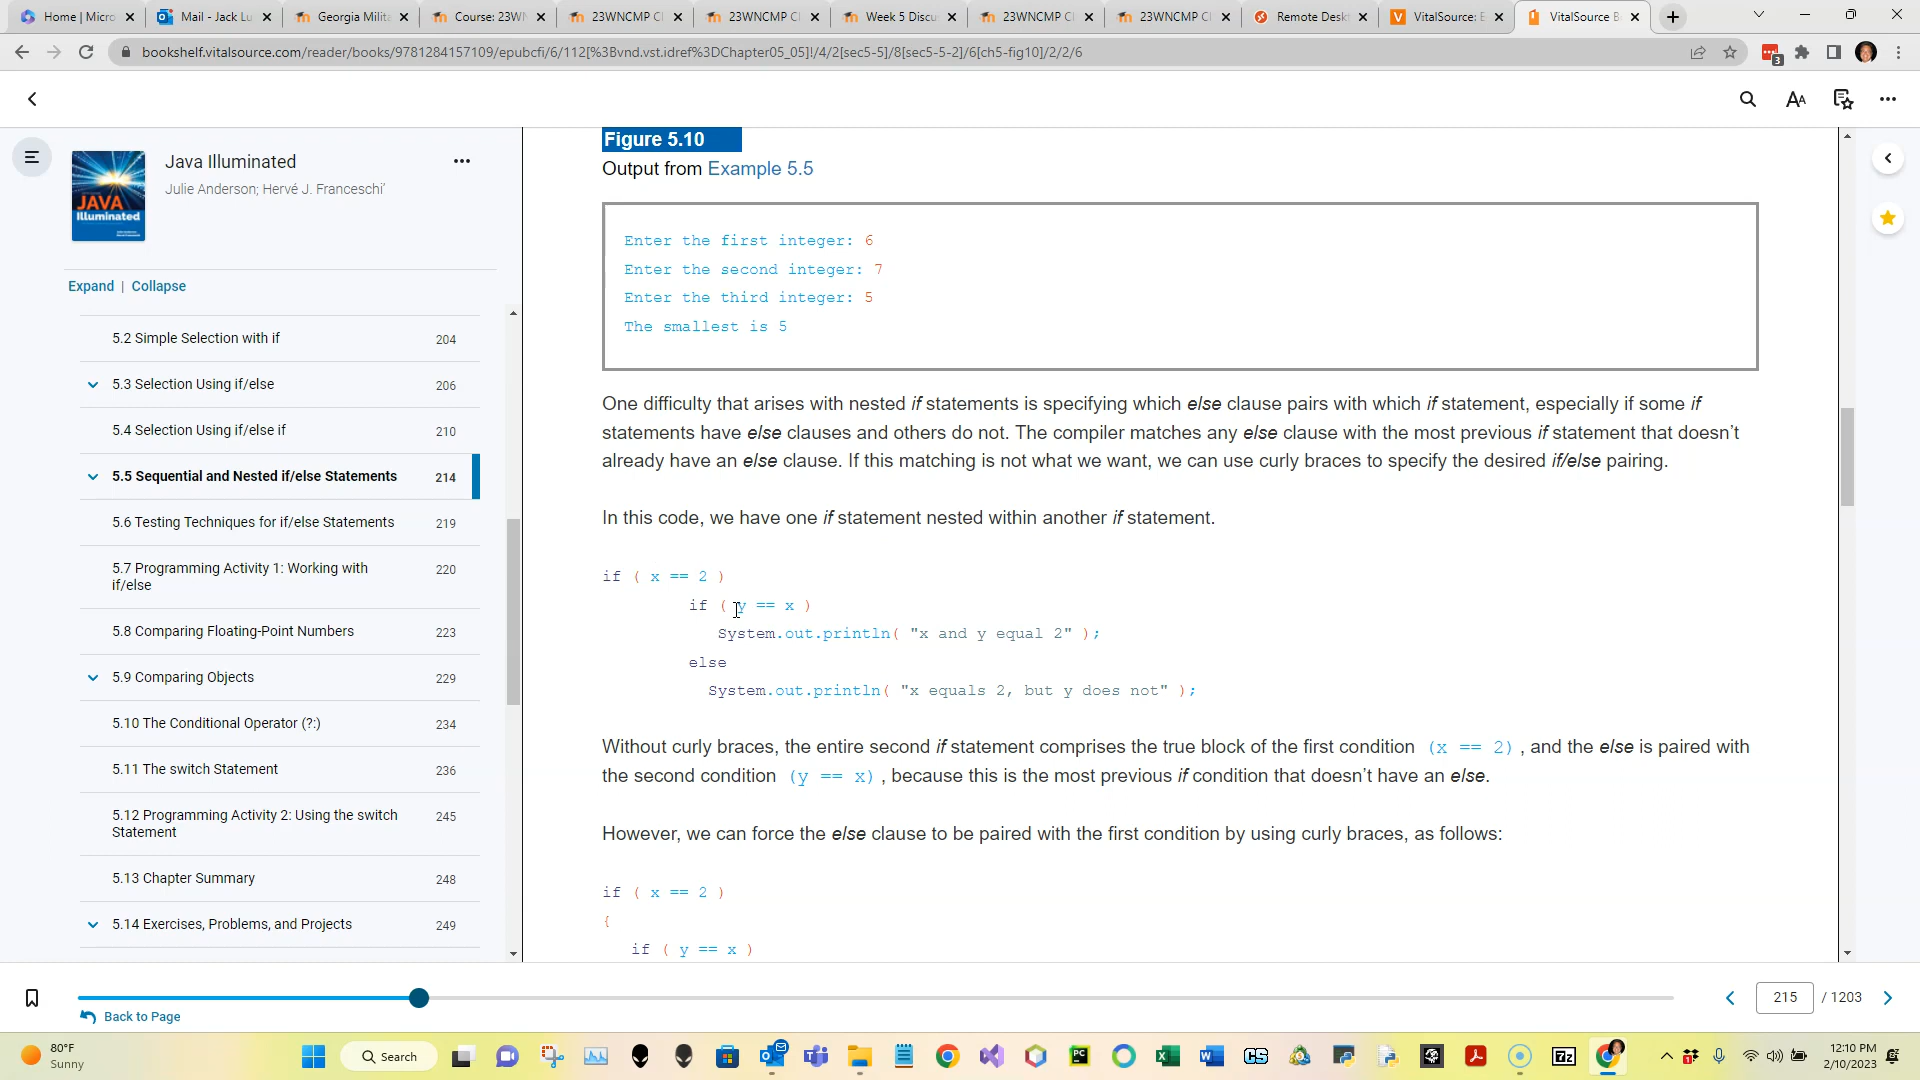 Home | Micro
Mail - Jack Lu
Georgia Milit
Course: 23WN
23WNCMP C
23WNCMP C
Week 5 Discu
23WNCMP C
23WNCMP C
Remote Desk
VitalSource: E
VitalSource B
bookshelf.vitalsource.com/reader/books/9781284157109/epubcfi/6/112[%3Bvnd.vst.idref%3DChapter05_05]!/4/2[sec5-5]/8[sec5-5-2]/6[ch5-fig10]/2/2/6
3
Java Illuminated
Julie Anderson; Hervé J. Franceschi'
JAVA
Illuminated
Expand | Collapse
5.2 Simple Selection with if 204
5.3 Selection Using if/else 206
5.4 Selection Using if/else if 210
5.5 Sequential and Nested if/else Statements 214
5.6 Testing Techniques for if/else Statements 219
5.7 Programming Activity 1: Working with 220
if/else
5.8 Comparing Floating-Point Numbers 223
5.9 Comparing Objects 229
5.10 The Conditional Operator (?:) 234
5.11 The switch Statement 236
5.12 Programming Activity 2: Using the switch 245
Statement
5.13 Chapter Summary 248
5.14 Exercises, Problems, and Projects 249
Figure 5.10
Output from Example 5.5
Enter the first integer: 6
Enter the second integer: 7
Enter the third integer: 5
The smallest is 5
One difficulty that arises with nested if statements is specifying which else clause pairs with which if statement, especially if some if
statements have else clauses and others do not. The compiler matches any else clause with the most previous if statement that doesn't
already have an else clause. If this matching is not what we want, we can use curly braces to specify the desired if/else pairing.
In this code, we have one if statement nested within another if statement.
if ( x == 2 )
if ( y == x )
System.out.println( "x and y equal 2" );
else
System.out.println( "x equals 2, but y does not" );
Without curly braces, the entire second if statement comprises the true block of the first condition (x == 2), and the else is paired with
the second condition (y == x), because this is the most previous if condition that doesn't have an else.
However, we can force the else clause to be paired with the first condition by using curly braces, as follows:
if ( x == 2 )
{
if ( y == x )
Back to Page
215 / 1203
80°F
Sunny
Search
12:10 PM
2/10/2023